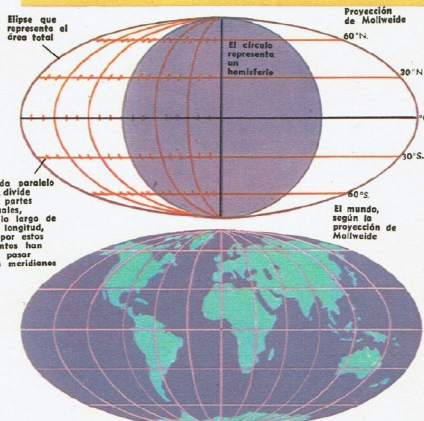 Elipse que
representa el
área total
Proyección
de Mollweide
60°N.
El círculo
representa
un
hemisferio
30°N
30°S.
da paralelo
divide
partes
ales,
lo largo de
longitud,
por estos
ntos han
pasar
meridianos
60°S.
El mundo,
según la
proyección de
Mollweide